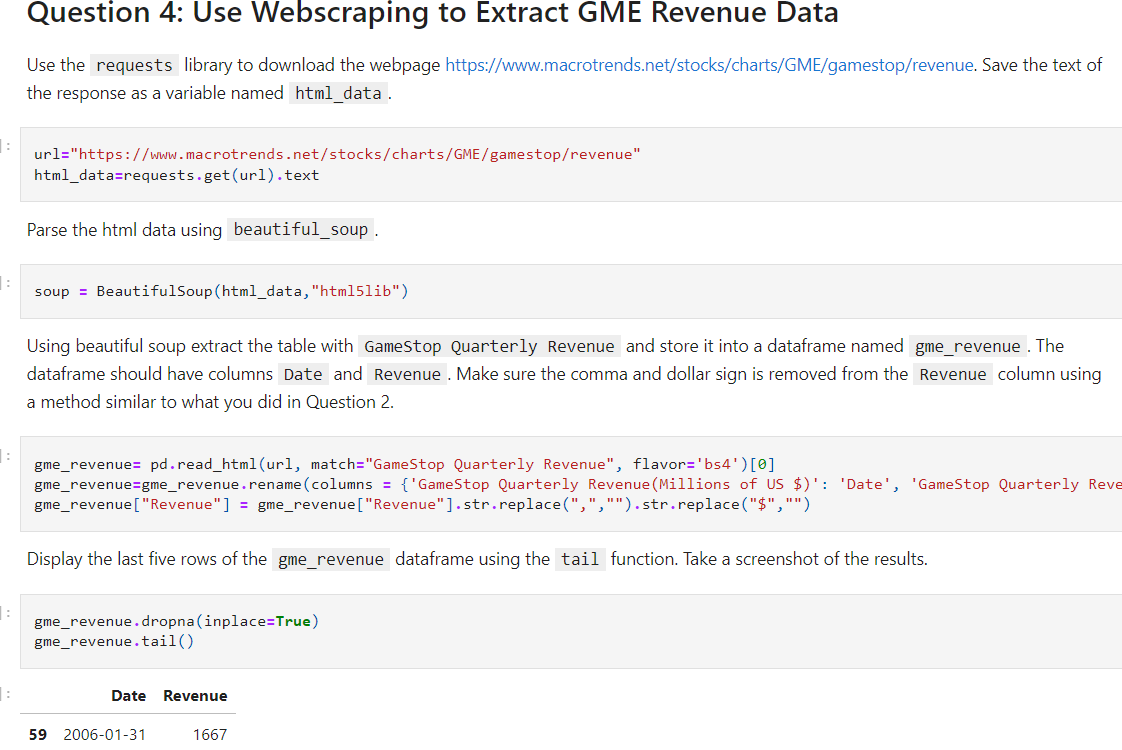 Question 4: Use Webscraping to Extract GME Revenue Data
Use the requests library to download the webpage https://www.macrotrends.net/stocks/charts/GME/gamestop/revenue. Save the text of
the response as a variable named html_data.
]:
url="https://www.macrotrends.net/stocks/charts/GME/gamestop/revenue"
html_data=requests.get(url).text
Parse the html data using beautiful_soup.
]:
soup = BeautifulSoup(html_data,"html5lib")
Using beautiful soup extract the table with GameStop Quarterly Revenue and store it into a dataframe named gme_revenue. The
dataframe should have columns Date and Revenue. Make sure the comma and dollar sign is removed from the Revenue column using
a method similar to what you did in Question 2.
]:
gme_revenue= pd.read_html(url, match="GameStop Quarterly Revenue", flavor='bs4')[0]
gme_revenue=gme_revenue.rename(columns = {'GameStop Quarterly Revenue(Millions of US $)': 'Date', 'GameStop Quarterly Reve
gme_revenue["Revenue"] = gme_revenue["Revenue"].str.replace(",","").str.replace("$","")
Display the last five rows of the gme_revenue dataframe using the tail function. Take a screenshot of the results.
]:
gme_revenue.dropna(inplace=True)
gme_revenue.tail()
]:
Date Revenue
59 2006-01-31 1667